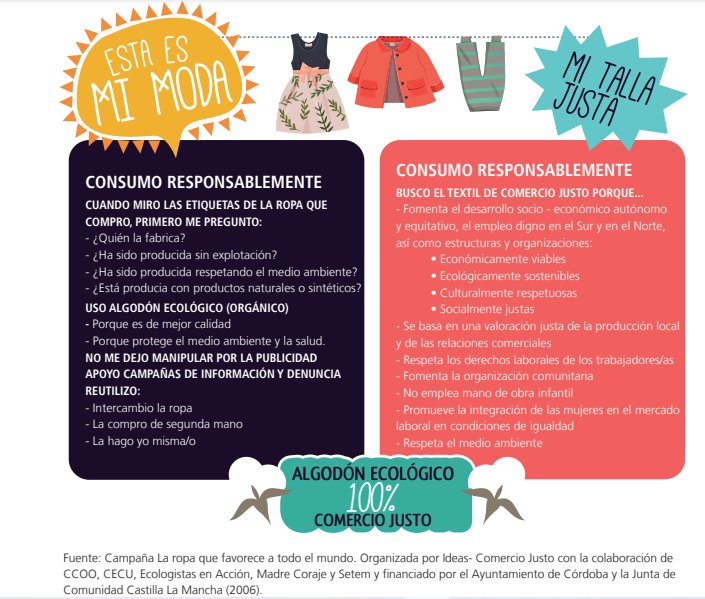 ESTA ES
MI MODA
MI TALLA
JUSTA
CONSUMO RESPONSABLEMENTE
CUANDO MIRO LAS ETIQUETAS DE LA ROPA QUE
COMPRO, PRIMERO ME PREGUNTO:
- ¿Quién la fabrica?
- ¿Ha sido producida sin explotación?
- ¿Ha sido producida respetando el medio ambiente?
- ¿Está producia con productos naturales o sintéticos?
USO ALGODÓN ECOLÓGICO (ORGÁNICO)
- Porque es de mejor calidad
- Porque protege el medio ambiente y la salud.
NO ME DEJO MANIPULAR POR LA PUBLICIDAD
APOYO CAMPAÑAS DE INFORMACIÓN Y DENUNCIA
REUTILIZO:
- Intercambio la ropa
- La compro de segunda mano
- La hago yo misma/o
CONSUMO RESPONSABLEMENTE
BUSCO EL TEXTIL DE COMERCIO JUSTO PORQUE...
- Fomenta el desarrollo socio - económico autónomo
y equitativo, el empleo digno en el Sur y en el Norte,
así como estructuras y organizaciones:
• Económicamente viables
• Ecológicamente sostenibles
• Culturalmente respetuosas
• Socialmente justas
- Se basa en una valoración justa de la producción local
y de las relaciones comerciales
- Respeta los derechos laborales de los trabajadores/as
- Fomenta la organización comunitaria
- No emplea mano de obra infantil
- Promueve la integración de las mujeres en el mercado
laboral en condiciones de igualdad
- Respeta el medio ambiente
ALGODÓN ECOLÓGICO
100%
COMERCIO JUSTO
Fuente: Campaña La ropa que favorece a todo el mundo. Organizada por Ideas- Comercio Justo con la colaboración de
CCOO, CECU, Ecologistas en Acción, Madre Coraje y Setem y financiado por el Ayuntamiento de Córdoba y la Junta de
Comunidad Castilla La Mancha (2006).